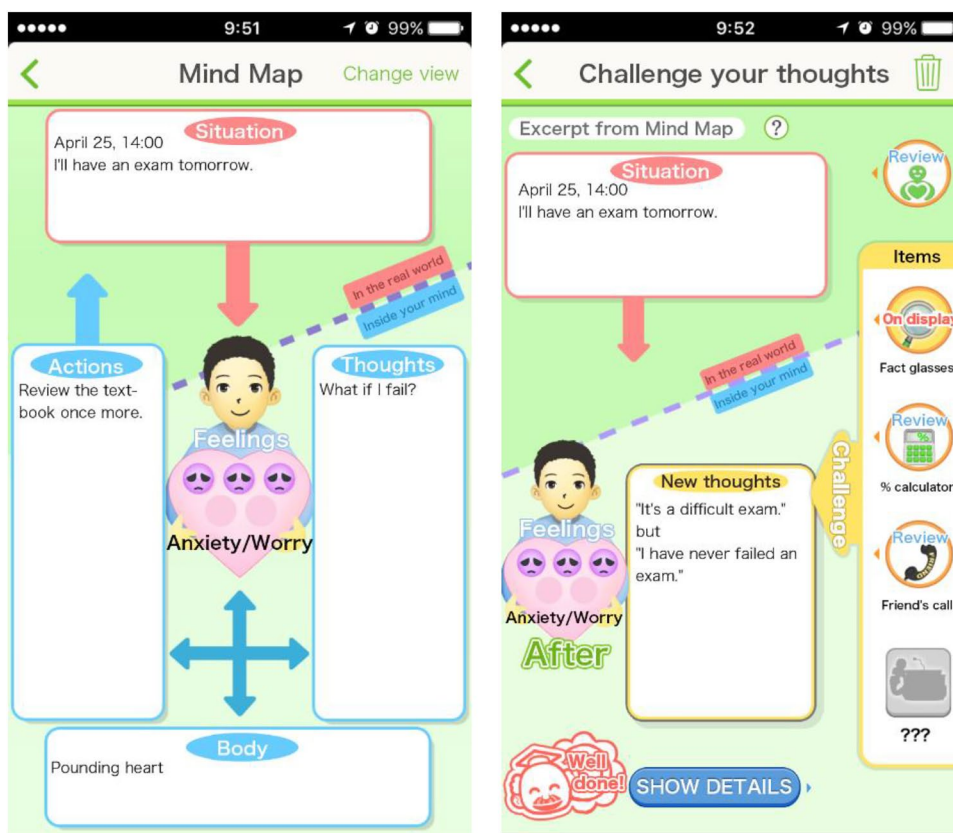 9:51
99%
Mind Map
Change view
Situation
April 25, 14:00
I'll have an exam tomorrow.
In the real world
Inside your mind
Actions
Review the text-
book once more.
Thoughts
What if I fail?
Feelings
Anxiety/Worry
Body
Pounding heart
9:52
99%
Challenge your thoughts
Excerpt from Mind Map
?
Situation
April 25, 14:00
I'll have an exam tomorrow.
In the real world
Inside your mind
Review
Items
On display
Fact glasses
Review
%
% calculator
Review
Friend's call
???
Challenge
New thoughts
"It's a difficult exam."
but
"I have never failed an
exam."
Feelings
Anxiety/Worry
After
Well
done!
SHOW DETAILS